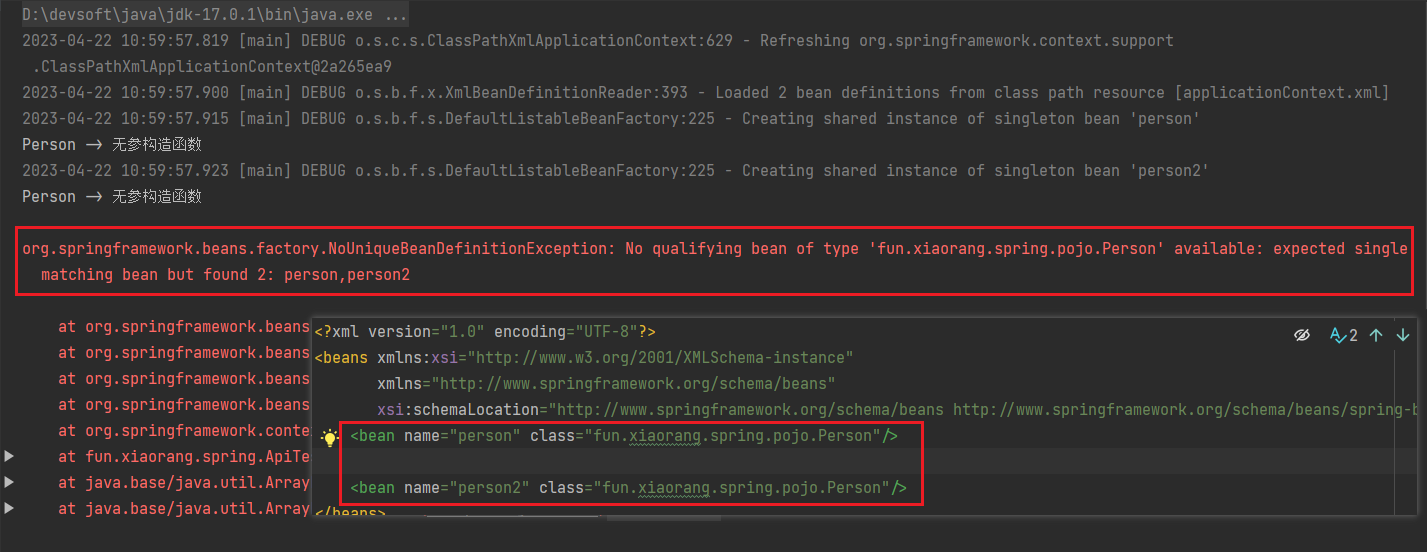 D:\devsoft\java\jdk-17.0.1\bin\java.exe ...
2023-04-22 10:59:57.819 [main] DEBUG o.s.c.s.ClassPathXmlApplicationContext:629 - Refreshing org.springframework.context.support
.ClassPathXmlApplicationContext@2a265ea9
2023-04-22 10:59:57.900 [main] DEBUG o.s.b.f.x.XmlBeanDefinitionReader:393 - Loaded 2 bean definitions from class path resource [applicationContext.xml]
2023-04-22 10:59:57.915 [main] DEBUG o.s.b.f.s.DefaultListableBeanFactory:225 - Creating shared instance of singleton bean 'person'
Person -> 无参构造函数
2023-04-22 10:59:57.923 [main] DEBUG o.s.b.f.s.DefaultListableBeanFactory:225 - Creating shared instance of singleton bean 'person2'
Person -> 无参构造函数
org.springframework.beans.factory.NoUniqueBeanDefinitionException: No qualifying bean of type 'fun.xiaorang.spring.pojo.Person' available: expected single
matching bean but found 2: person,person2
at org.springframework.beans
at org.springframework.beans
at org.springframework.beans
at org.springframework.beans
at org.springframework.conte
at fun.xiaorang.spring.ApiTe
at java.base/java.util.Array
at java.base/java.util.Array
<?xml version="1.0" encoding="UTF-8"?>
2
<beans xmlns:xsi="http://www.w3.org/2001/XMLSchema-instance"
xmlns="http://www.springframework.org/schema/beans"
xsi:schemaLocation="http://www.springframework.org/schema/beans http://www.springframework.org/schema/beans/spring-b
<bean name="person" class="fun.xiaorang.spring.pojo.Person"/>
<bean name="person2" class="fun.xiaorang.spring.pojo.Person"/>
</beans>